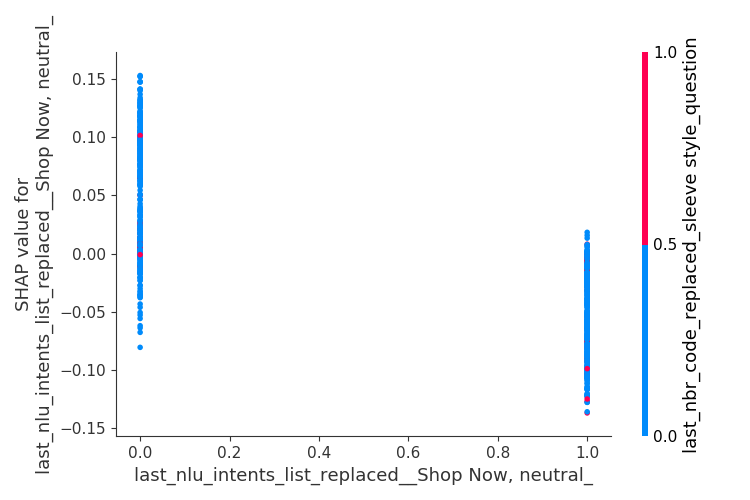 SHAP value for
last_nlu_intents_list_replaced__Shop Now, neutral_
0.15
0.10
0.05
0.00
−0.05
−0.10
−0.15
0.0 0.2 0.4 0.6 0.8 1.0
last_nlu_intents_list_replaced__Shop Now, neutral_
1.0
0.5
0.0
last_nbr_code_replaced_sleeve style_question